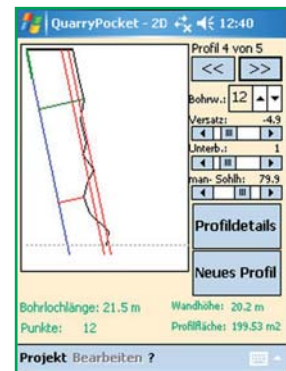 QuarryPocket - 2D 12:40
Profil 4 von 5
<< >>
Bohrw.: 12
Versatz: -4.9
Unterb.: 1
man- Sohlh: 79.9
Profildetails
Neues Profil
Bohrlochlänge: 21.5 m
Wandhöhe: 20.2 m
Punkte: 12
Profilfläche: 199.53 m2
Projekt Bearbeiten ?